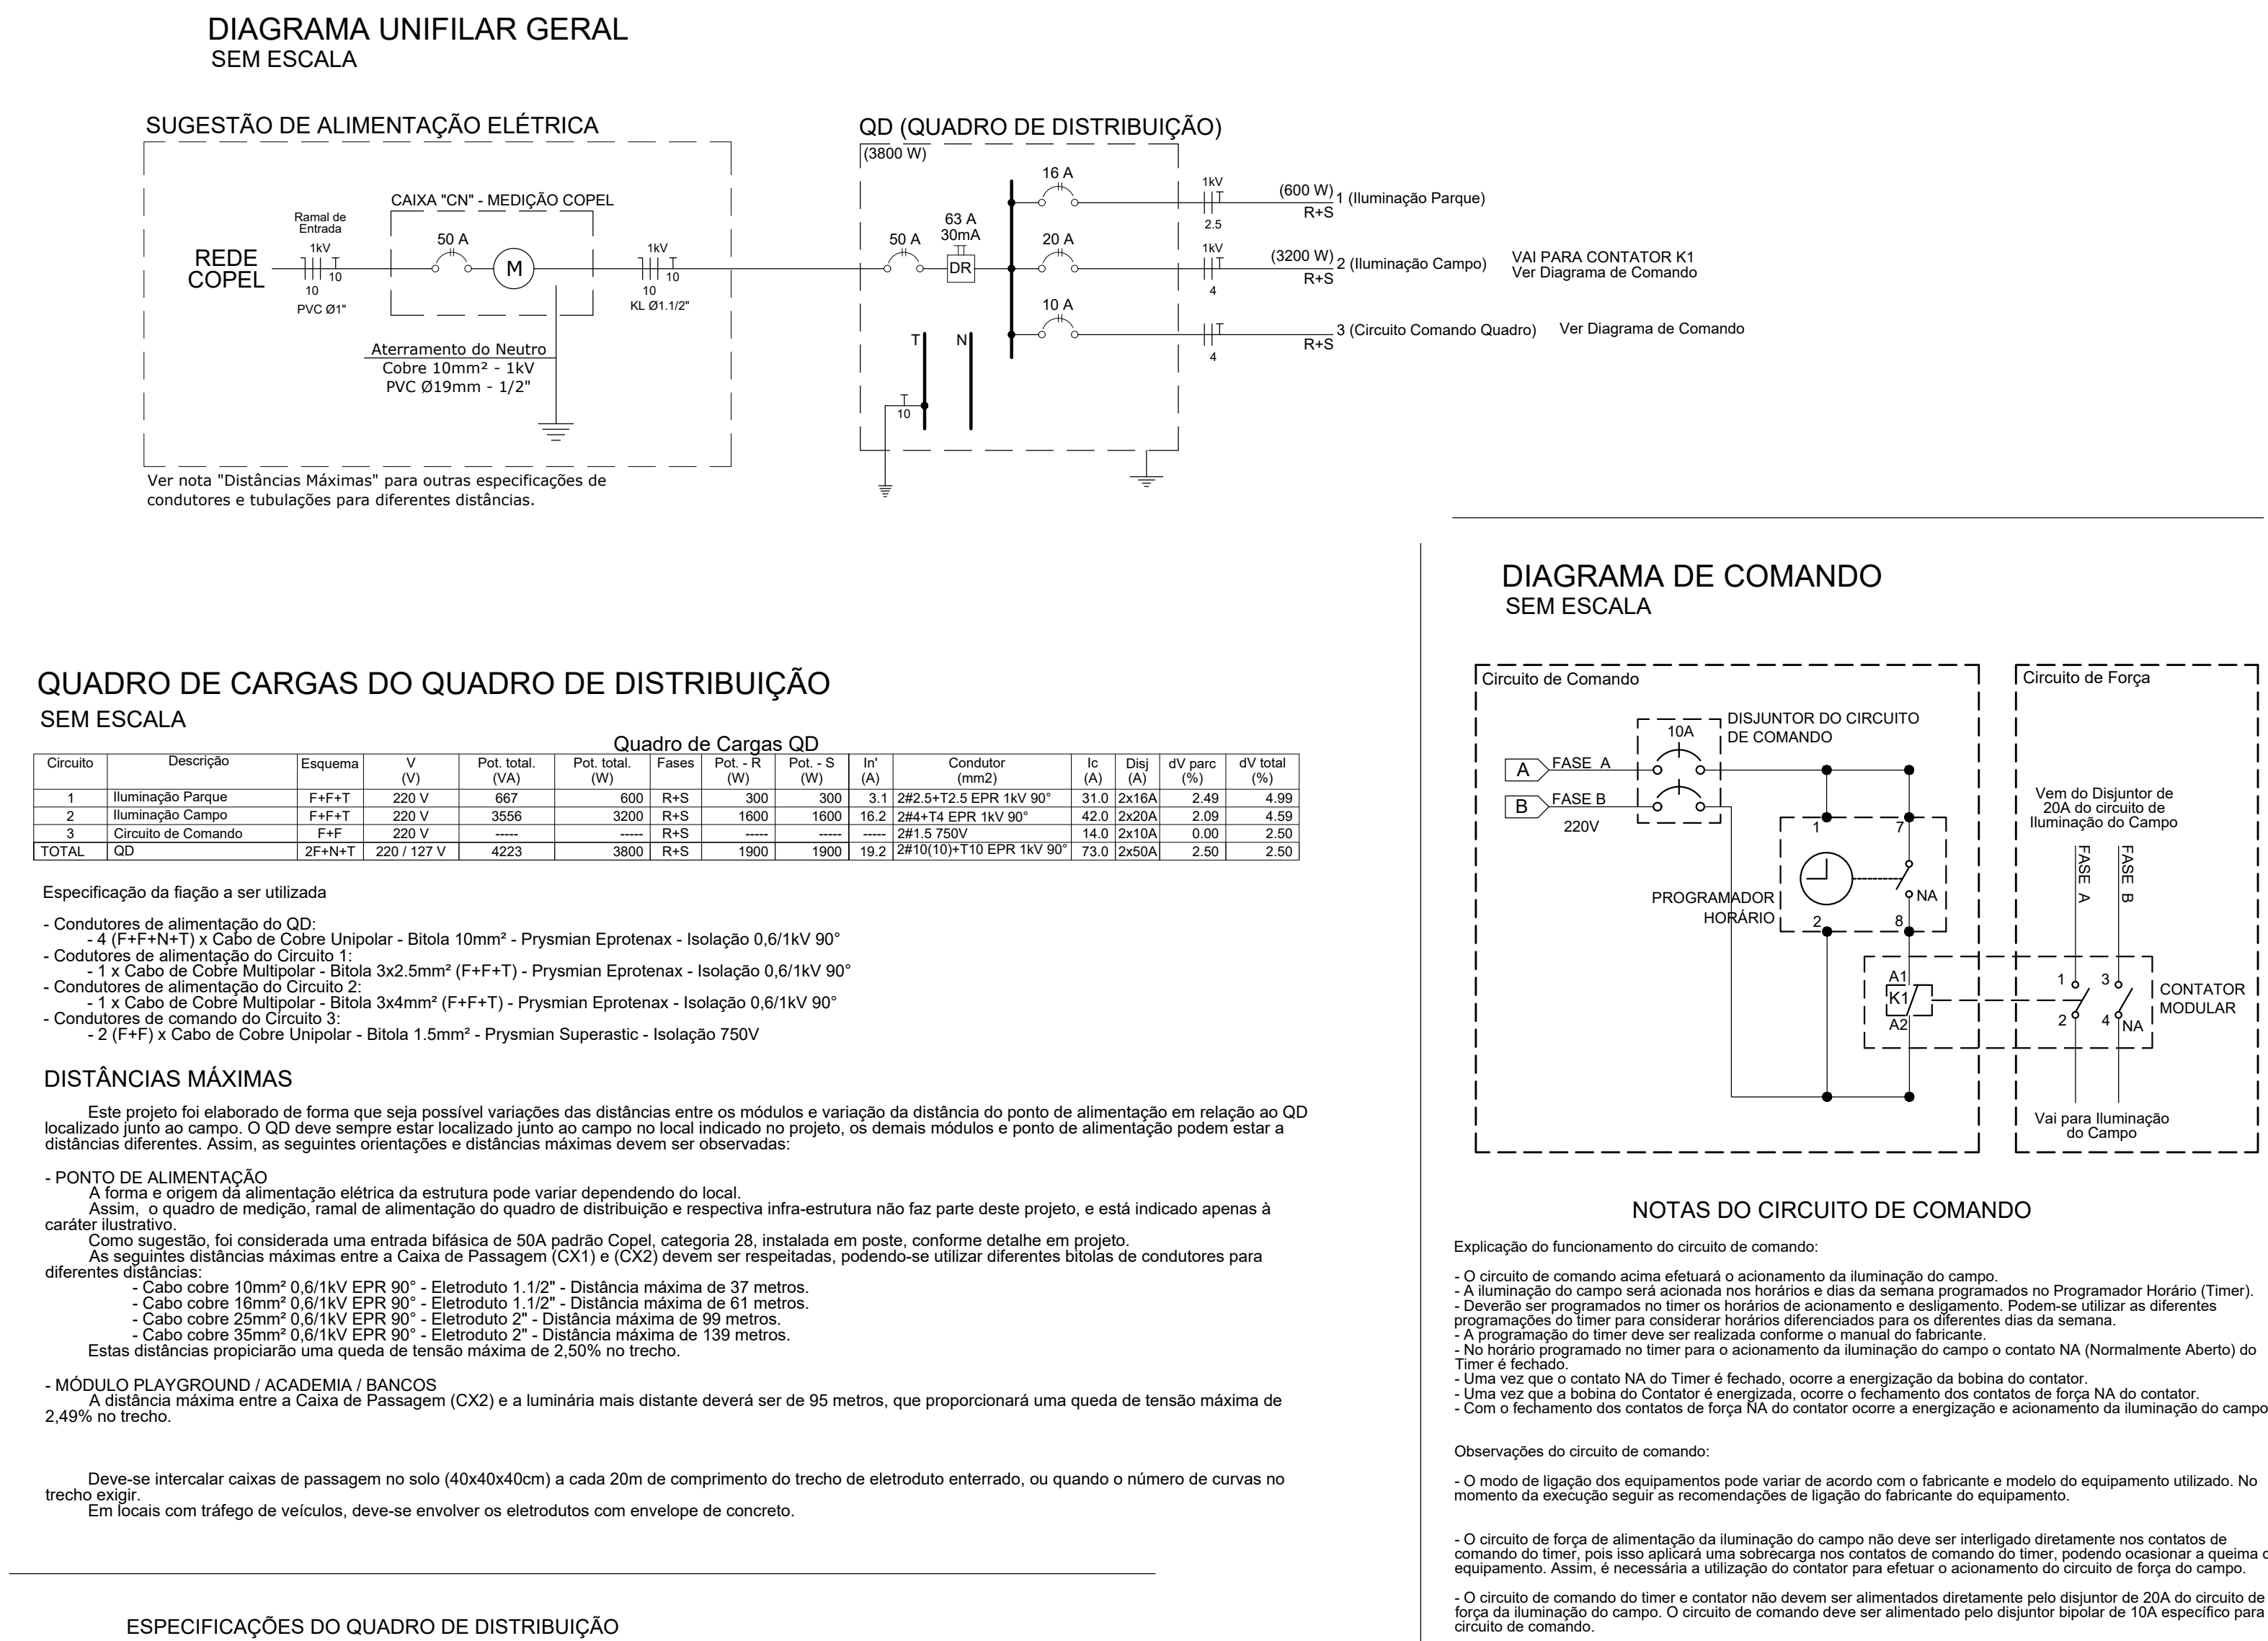 DIAGRAMA UNIFILAR GERAL
SEM ESCALA
SUGESTÃO DE ALIMENTAÇÃO ELÉTRICA
CAIXA "CN" - MEDIÇÃO COPEL
Ramal de
Entrada
REDE
COPEL
1kV
10
10
PVC Ø1"
50 A
M
1kV
10
10
KL Ø1.1/2"
Aterramento do Neutro
Cobre 10mm² - 1kV
PVC Ø19mm - 1/2"
Ver nota "Distâncias Máximas" para outras especificações de
condutores e tubulações para diferentes distâncias.
QD (QUADRO DE DISTRIBUIÇÃO)
(3800 W)
50 A
63 A
30mA
DR
T
N
T
10
16 A
1kV
T
2.5
(600 W)
R+S
1 (Iluminação Parque)
20 A
1kV
T
4
(3200 W)
R+S
2 (Iluminação Campo)
VAI PARA CONTATOR K1
Ver Diagrama de Comando
10 A
T
4
R+S
3 (Circuito Comando Quadro)
Ver Diagrama de Comando
QUADRO DE CARGAS DO QUADRO DE DISTRIBUIÇÃO
SEM ESCALA
Quadro de Cargas QD
Circuito Descrição Esquema V (V) Pot. total. (VA) Pot. total. (W) Fases Pot. - R (W) Pot. - S (W) In' (A) Condutor (mm2) Ic (A) Disj (A) dV parc (%) dV total (%)
1 Iluminação Parque F+F+T 220 V 667 600 R+S 300 300 3.1 2#2.5+T2.5 EPR 1kV 90° 31.0 2x16A 2.49 4.99
2 Iluminação Campo F+F+T 220 V 3556 3200 R+S 1600 1600 16.2 2#4+T4 EPR 1kV 90° 42.0 2x20A 2.09 4.59
3 Circuito de Comando F+F 220 V ----- ----- R+S ----- ----- ----- 2#1.5 750V 14.0 2x10A 0.00 2.50
TOTAL QD 2F+N+T 220 / 127 V 4223 3800 R+S 1900 1900 19.2 2#10(10)+T10 EPR 1kV 90° 73.0 2x50A 2.50 2.50
Especificação da fiação a ser utilizada
- Condutores de alimentação do QD:
- 4 (F+F+N+T) x Cabo de Cobre Unipolar - Bitola 10mm² - Prysmian Eprotenax - Isolação 0,6/1kV 90°
- Codutores de alimentação do Circuito 1:
- 1 x Cabo de Cobre Multipolar - Bitola 3x2.5mm² (F+F+T) - Prysmian Eprotenax - Isolação 0,6/1kV 90°
- Condutores de alimentação do Circuito 2:
- 1 x Cabo de Cobre Multipolar - Bitola 3x4mm² (F+F+T) - Prysmian Eprotenax - Isolação 0,6/1kV 90°
- Condutores de comando do Circuito 3:
- 2 (F+F) x Cabo de Cobre Unipolar - Bitola 1.5mm² - Prysmian Superastic - Isolação 750V
DISTÂNCIAS MÁXIMAS
Este projeto foi elaborado de forma que seja possível variações das distâncias entre os módulos e variação da distância do ponto de alimentação em relação ao QD
localizado junto ao campo. O QD deve sempre estar localizado junto ao campo no local indicado no projeto, os demais módulos e ponto de alimentação podem estar a
distâncias diferentes. Assim, as seguintes orientações e distâncias máximas devem ser observadas:
- PONTO DE ALIMENTAÇÃO
A forma e origem da alimentação elétrica da estrutura pode variar dependendo do local.
Assim, o quadro de medição, ramal de alimentação do quadro de distribuição e respectiva infra-estrutura não faz parte deste projeto, e está indicado apenas à
caráter ilustrativo.
Como sugestão, foi considerada uma entrada bifásica de 50A padrão Copel, categoria 28, instalada em poste, conforme detalhe em projeto.
As seguintes distâncias máximas entre a Caixa de Passagem (CX1) e (CX2) devem ser respeitadas, podendo-se utilizar diferentes bitolas de condutores para
diferentes distâncias:
- Cabo cobre 10mm² 0,6/1kV EPR 90° - Eletroduto 1.1/2" - Distância máxima de 37 metros.
- Cabo cobre 16mm² 0,6/1kV EPR 90° - Eletroduto 1.1/2" - Distância máxima de 61 metros.
- Cabo cobre 25mm² 0,6/1kV EPR 90° - Eletroduto 2" - Distância máxima de 99 metros.
- Cabo cobre 35mm² 0,6/1kV EPR 90° - Eletroduto 2" - Distância máxima de 139 metros.
Estas distâncias propiciarão uma queda de tensão máxima de 2,50% no trecho.
- MÓDULO PLAYGROUND / ACADEMIA / BANCOS
A distância máxima entre a Caixa de Passagem (CX2) e a luminária mais distante deverá ser de 95 metros, que proporcionará uma queda de tensão máxima de
2,49% no trecho.
Deve-se intercalar caixas de passagem no solo (40x40x40cm) a cada 20m de comprimento do trecho de eletroduto enterrado, ou quando o número de curvas no
trecho exigir.
Em locais com tráfego de veículos, deve-se envolver os eletrodutos com envelope de concreto.
ESPECIFICAÇÕES DO QUADRO DE DISTRIBUIÇÃO
DIAGRAMA DE COMANDO
SEM ESCALA
Circuito de Comando
10A
DISJUNTOR DO CIRCUITO
DE COMANDO
A
FASE A
B
FASE B
220V
1
7
NA
PROGRAMADOR
HORÁRIO
2
8
A1
K1
A2
Circuito de Força
Vem do Disjuntor de
20A do circuito de
Iluminação do Campo
FASE A
FASE B
1
3
2
4
NA
CONTATOR
MODULAR
Vai para Iluminação
do Campo
NOTAS DO CIRCUITO DE COMANDO
Explicação do funcionamento do circuito de comando:
- O circuito de comando acima efetuará o acionamento da iluminação do campo.
- A iluminação do campo será acionada nos horários e dias da semana programados no Programador Horário (Timer).
- Deverão ser programados no timer os horários de acionamento e desligamento. Podem-se utilizar as diferentes
programações do timer para considerar horários diferenciados para os diferentes dias da semana.
- A programação do timer deve ser realizada conforme o manual do fabricante.
- No horário programado no timer para o acionamento da iluminação do campo o contato NA (Normalmente Aberto) do
Timer é fechado.
- Uma vez que o contato NA do Timer é fechado, ocorre a energização da bobina do contator.
- Uma vez que a bobina do Contator é energizada, ocorre o fechamento dos contatos de força NA do contator.
- Com o fechamento dos contatos de força NA do contator ocorre a energização e acionamento da iluminação do campo
Observações do circuito de comando:
- O modo de ligação dos equipamentos pode variar de acordo com o fabricante e modelo do equipamento utilizado. No
momento da execução seguir as recomendações de ligação do fabricante do equipamento.
- O circuito de força de alimentação da iluminação do campo não deve ser interligado diretamente nos contatos de
comando do timer, pois isso aplicará uma sobrecarga nos contatos de comando do timer, podendo ocasionar a queima
equipamento. Assim, é necessária a utilização do contator para efetuar o acionamento do circuito de força do campo.
- O circuito de comando do timer e contator não devem ser alimentados diretamente pelo disjuntor de 20A do circuito de
força da iluminação do campo. O circuito de comando deve ser alimentado pelo disjuntor bipolar de 10A específico para
circuito de comando.